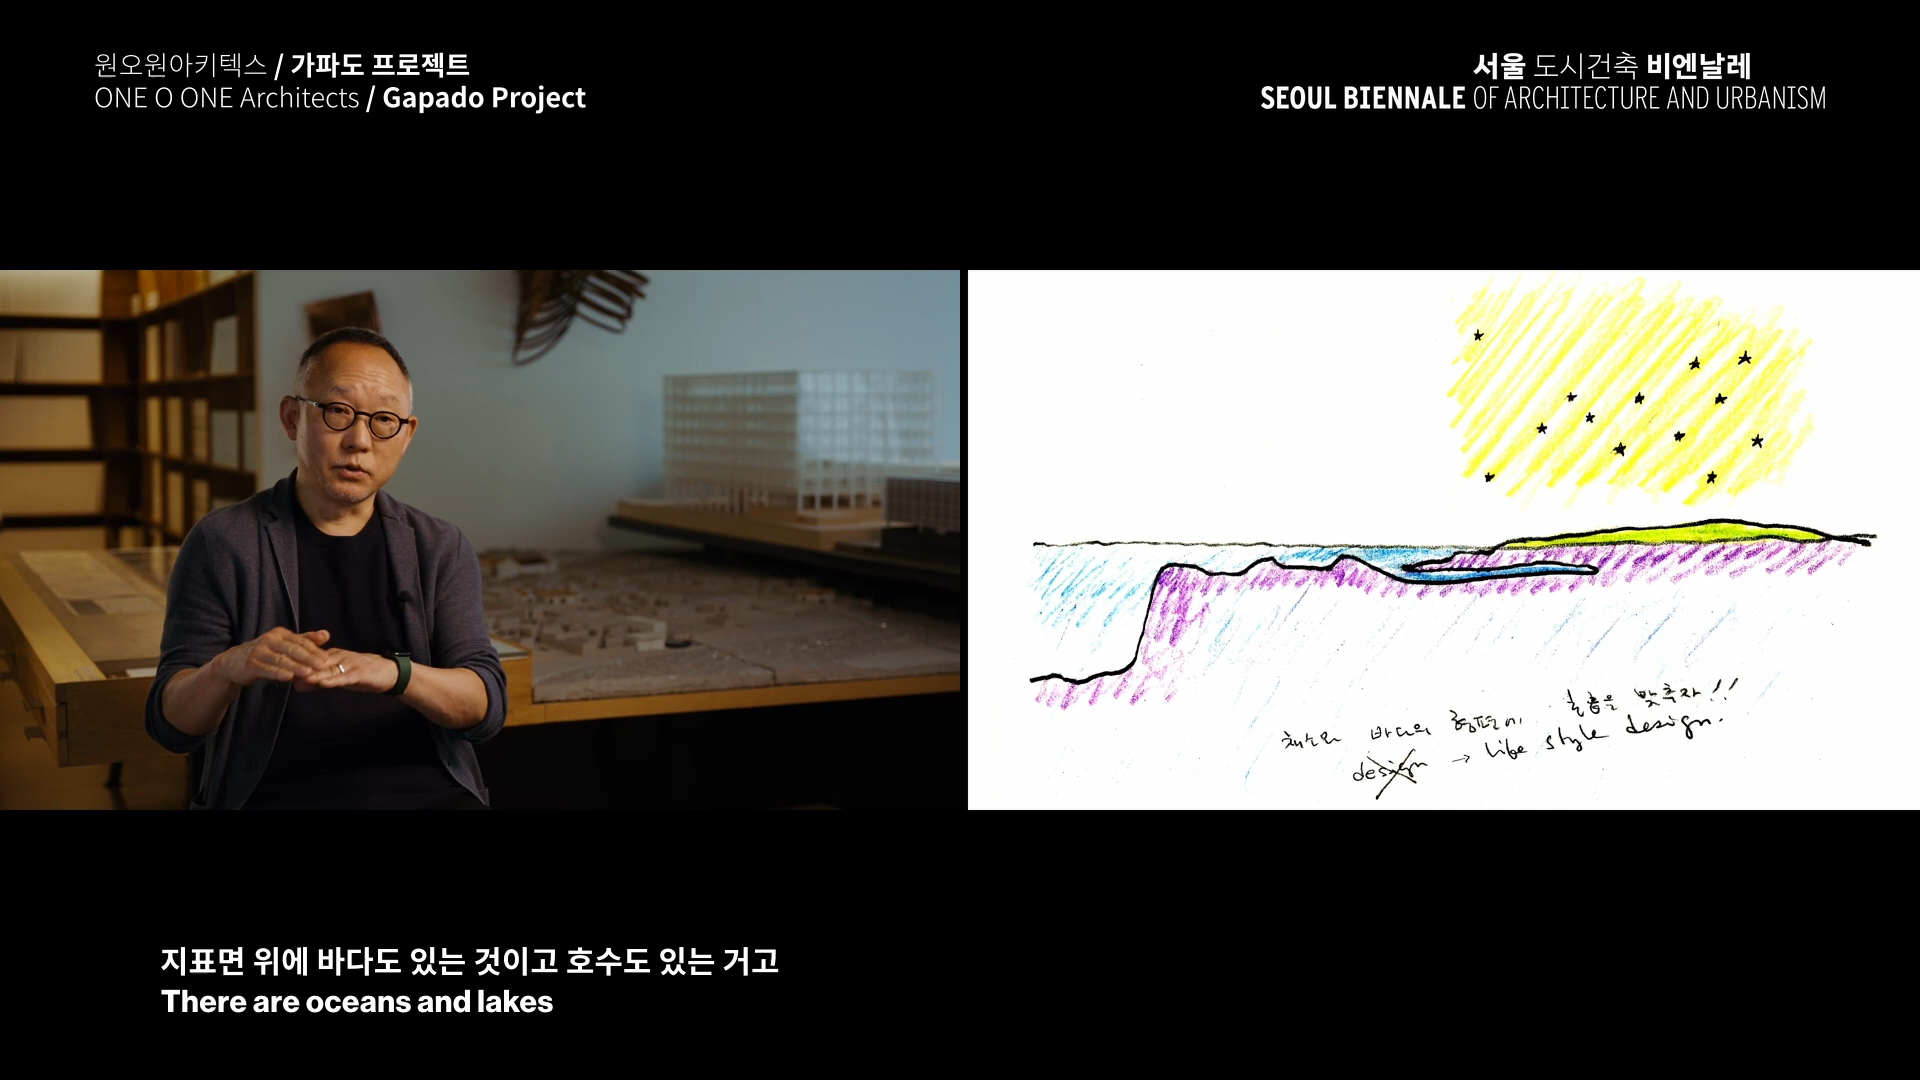 원오원아키텍스 / 가파도 프로젝트
ONE O ONE Architects / Gapado Project
서울 도시건축 비엔날레
SEOUL BIENNALE OF ARCHITECTURE AND URBANISM
바다의 형편에 호흡을 맞추자!!
design → life style design.
지표면 위에 바다도 있는 것이고 호수도 있는 거고
There are oceans and lakes